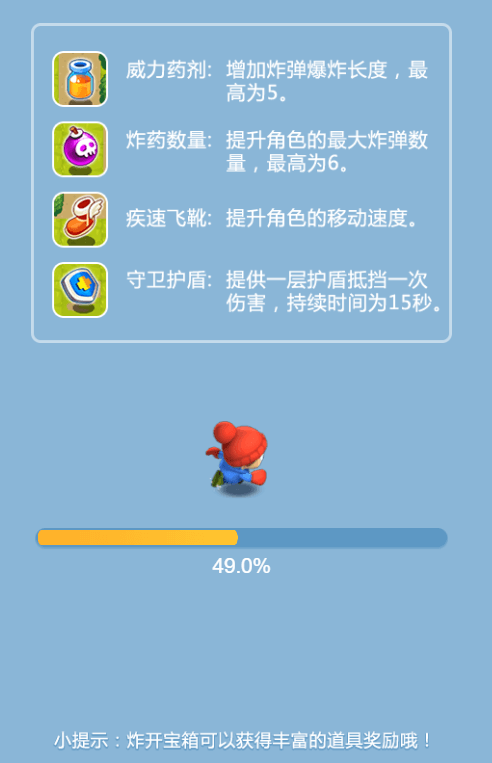 威力药剂: 增加炸弹爆炸长度，最
高为5。
炸药数量: 提升角色的最大炸弹数
量，最高为6。
疾速飞靴: 提升角色的移动速度。
守卫护盾: 提供一层护盾抵挡一次
伤害，持续时间为15秒。
49.0%
小提示：炸开宝箱可以获得丰富的道具奖励哦！